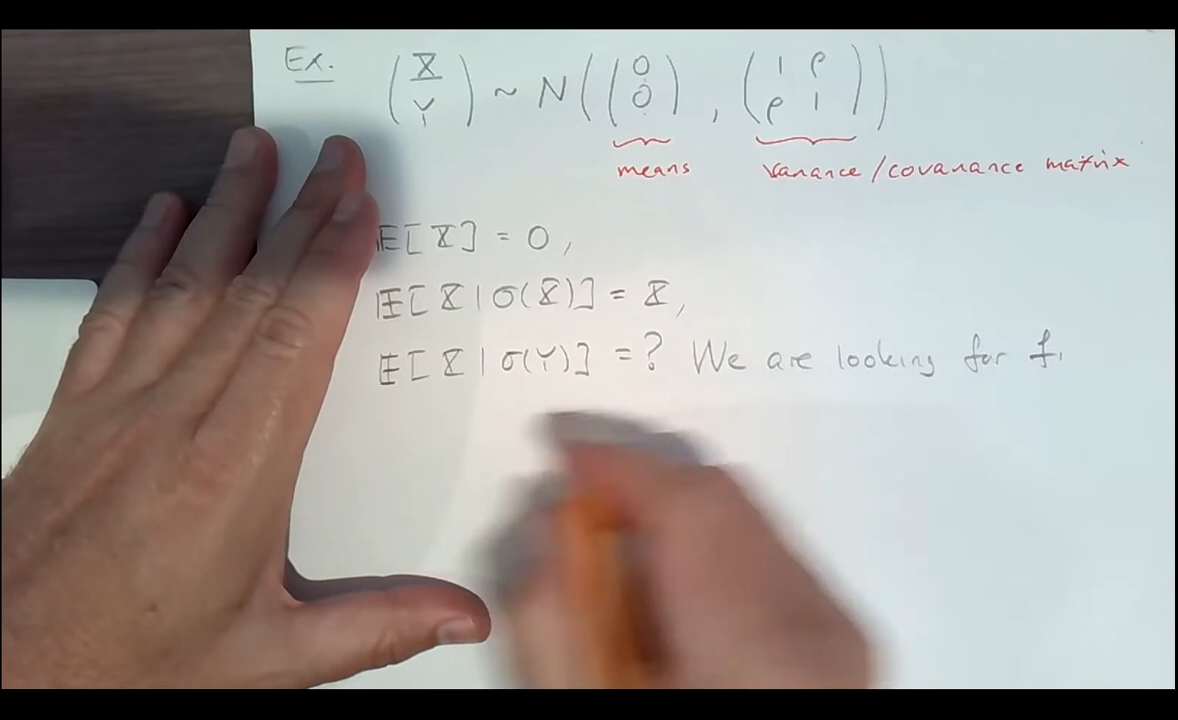 Ex. (X Y) ~ N((0 0), (1 ρ ρ 1))
means variance/covariance matrix
E[X] = 0,
E[X|σ(X)] = X,
E[X|σ(Y)] = ? We are looking for f.